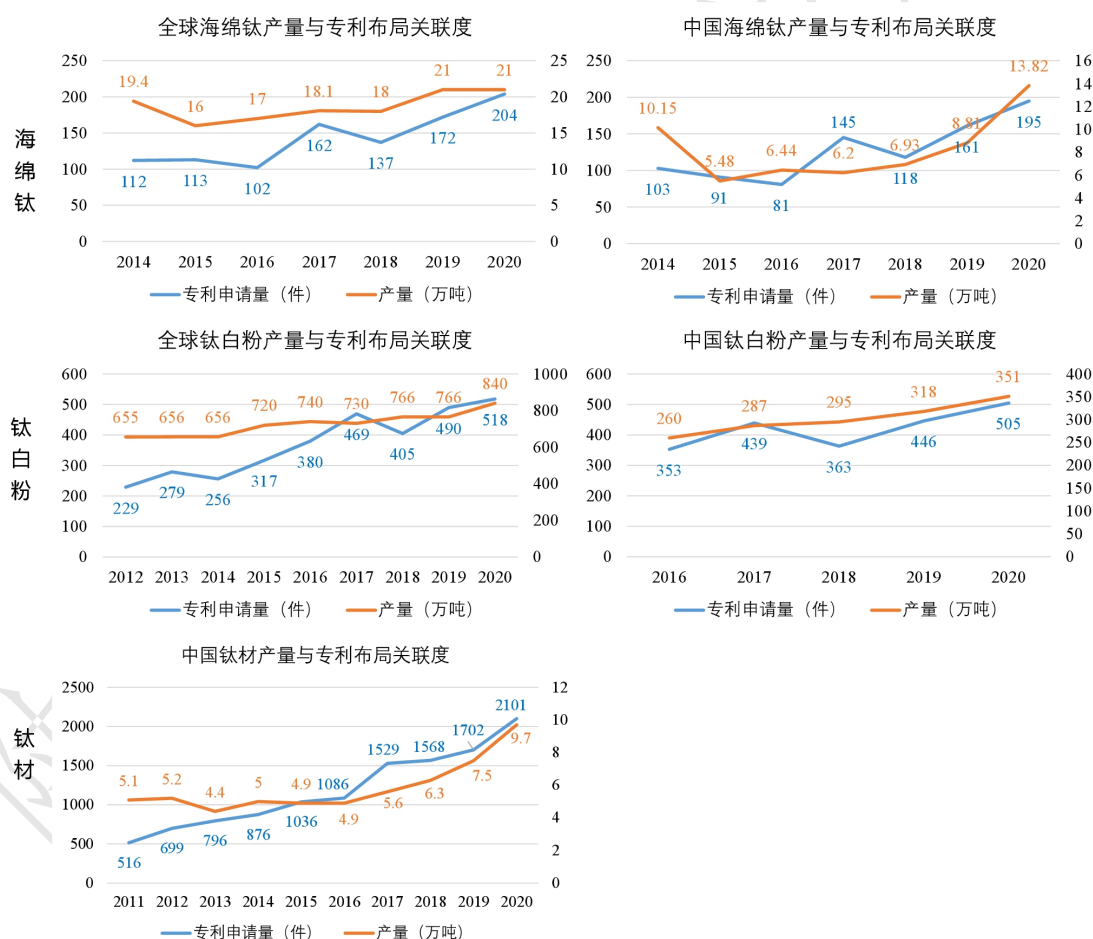 全球海绵钛产量与专利布局关联度
250 25
200 20
150 15
100 10
50 5
0 0
19.4 16 17 18.1 18 21 21
112 113 102 162 137 172 204
2014 2015 2016 2017 2018 2019 2020
专利申请量（件） 产量（万吨）
中国海绵钛产量与专利布局关联度
250 200 150 100 50 0
16 14 12 10 8 6 4 2 0
10.15 5.48 6.44 6.2 6.93 8.81 13.82
103 91 81 145 118 161 195
2014 2015 2016 2017 2018 2019 2020
专利申请量（件） 产量（万吨）
海绵钛
全球钛白粉产量与专利布局关联度
600 500 400 300 200 100 0
1000 800 600 400 200 0
655 656 656 720 740 730 766 766 840
229 279 256 317 380 469 405 490 518
2012 2013 2014 2015 2016 2017 2018 2019 2020
专利申请量（件） 产量（万吨）
中国钛白粉产量与专利布局关联度
600 500 400 300 200 100 0
400 350 300 250 200 150 100 50 0
260 287 295 318 351
353 439 363 446 505
2016 2017 2018 2019 2020
专利申请量（件） 产量（万吨）
钛白粉
中国钛材产量与专利布局关联度
2500 2000 1500 1000 500 0
12 10 8 6 4 2 0
5.1 5.2 4.4 5 4.9 4.9 5.6 6.3 7.5 9.7
516 699 796 876 1036 1086 1529 1568 1702 2101
2011 2012 2013 2014 2015 2016 2017 2018 2019 2020
专利申请量（件） 产量（万吨）
钛材